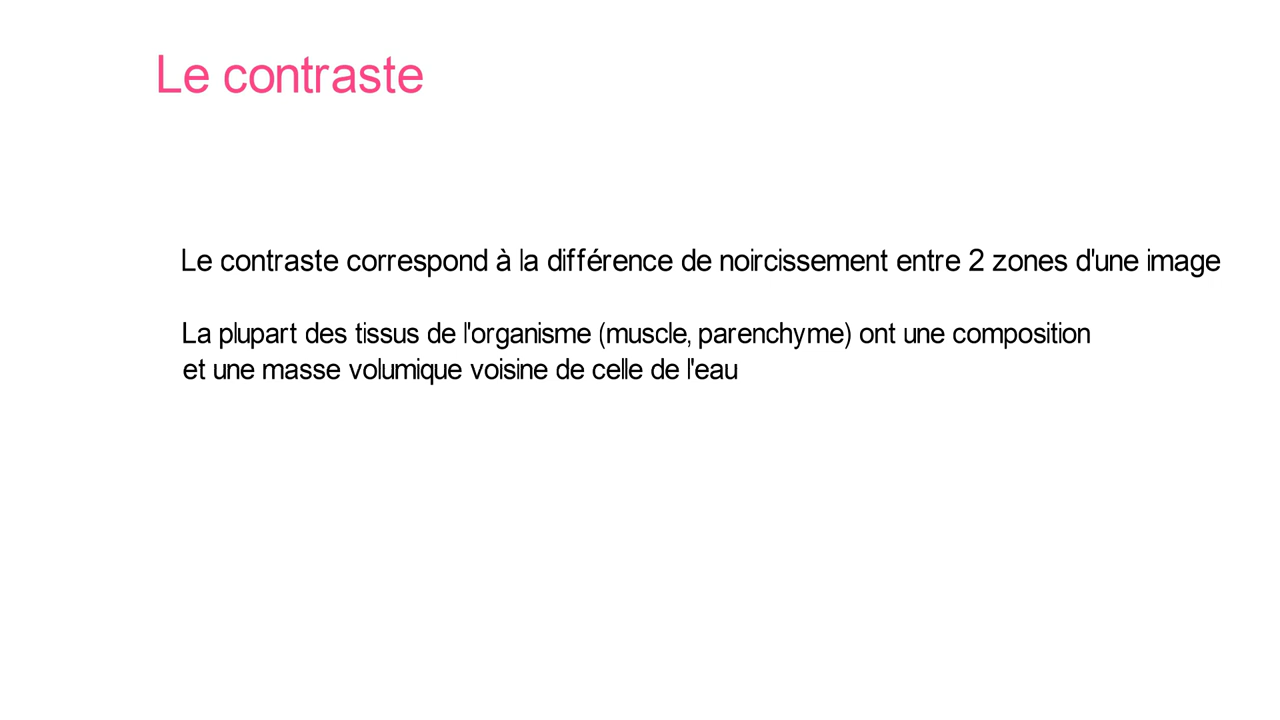 Le contraste
Le contraste correspond à la différence de noircissement entre 2 zones d'une image
La plupart des tissus de l'organisme (muscle, parenchyme) ont une composition
et une masse volumique voisine de celle de l'eau